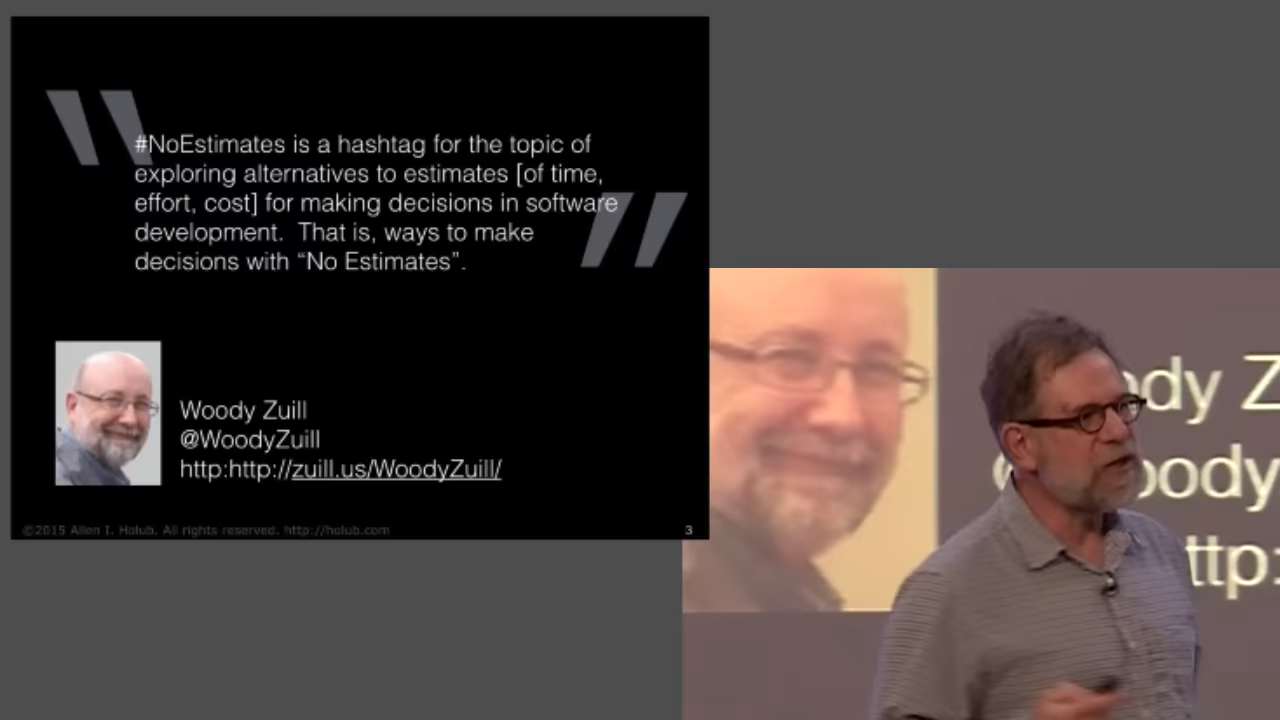 #NoEstimates is a hashtag for the topic of
exploring alternatives to estimates [of time,
effort, cost] for making decisions in software
development.  That is, ways to make
decisions with “No Estimates”.
Woody Zuill
@WoodyZuill
http:http://zuill.us/WoodyZuill/
©2015 Allen I. Holub. All rights reserved. http://holub.com
3
ody Z
oody
ttp: